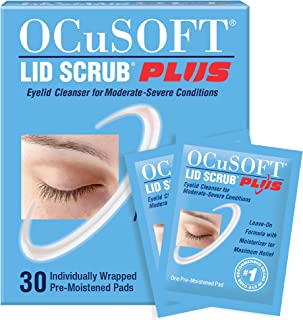 OCuSOFT®
LID SCRUB® PLUS
Eyelid Cleanser for Moderate-Severe Conditions
30 Individually Wrapped
Pre-Moistened Pads
OCuSOFT
LID SCRUB PLUS
Eyelid Cleanser for
Moderate-Severe Conditions
Leave-On
Formula with
Moisturizer for
Maximum Relief
#1
One Pre-Moistened Pad